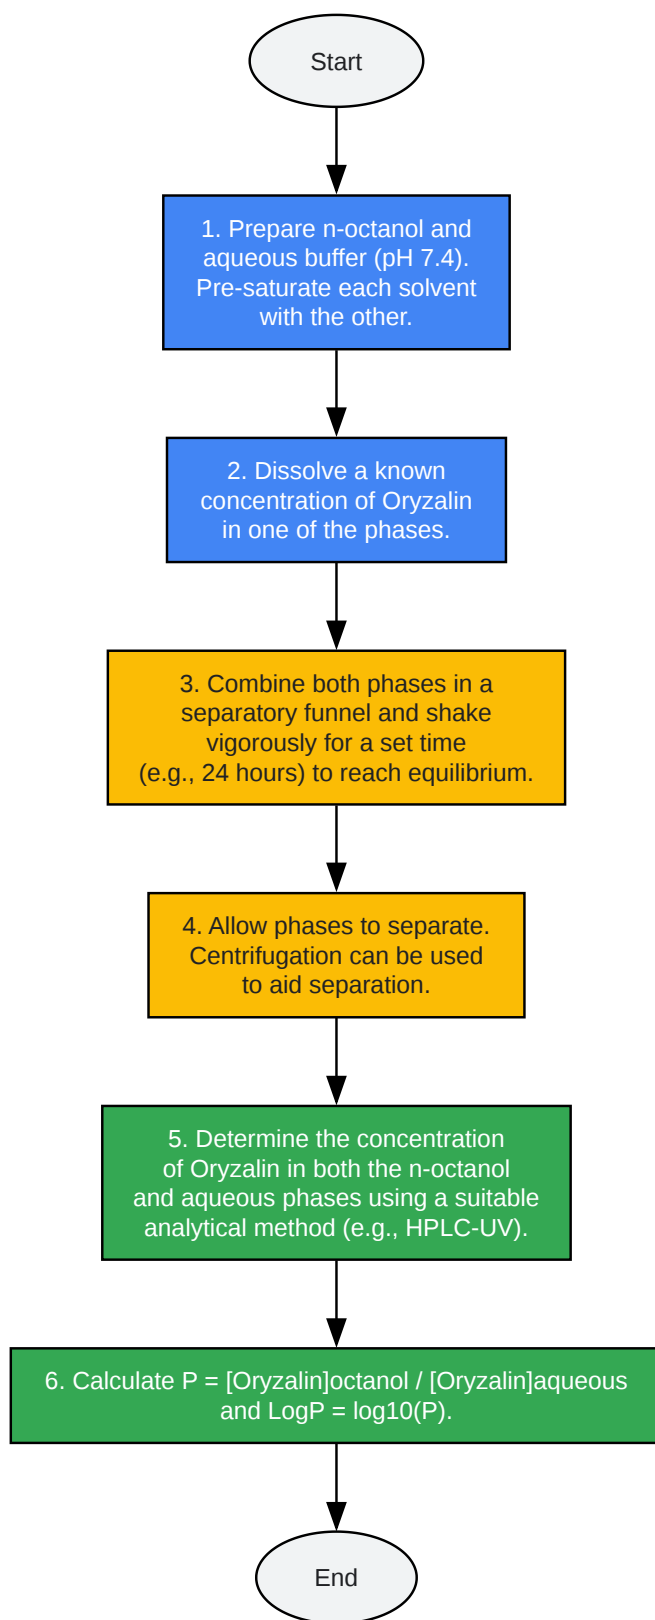 Start
1. Prepare n-octanol and
aqueous buffer (pH 7.4).
Pre-saturate each solvent
with the other.
2. Dissolve a known
concentration of Oryzalin
in one of the phases.
3. Combine both phases in a
separatory funnel and shake
vigorously for a set time
(e.g., 24 hours) to reach equilibrium.
4. Allow phases to separate.
Centrifugation can be used
to aid separation.
5. Determine the concentration
of Oryzalin in both the n-octanol
and aqueous phases using a suitable
analytical method (e.g., HPLC-UV).
6. Calculate P = [Oryzalin]octanol / [Oryzalin]aqueous
and LogP = log10(P).
End